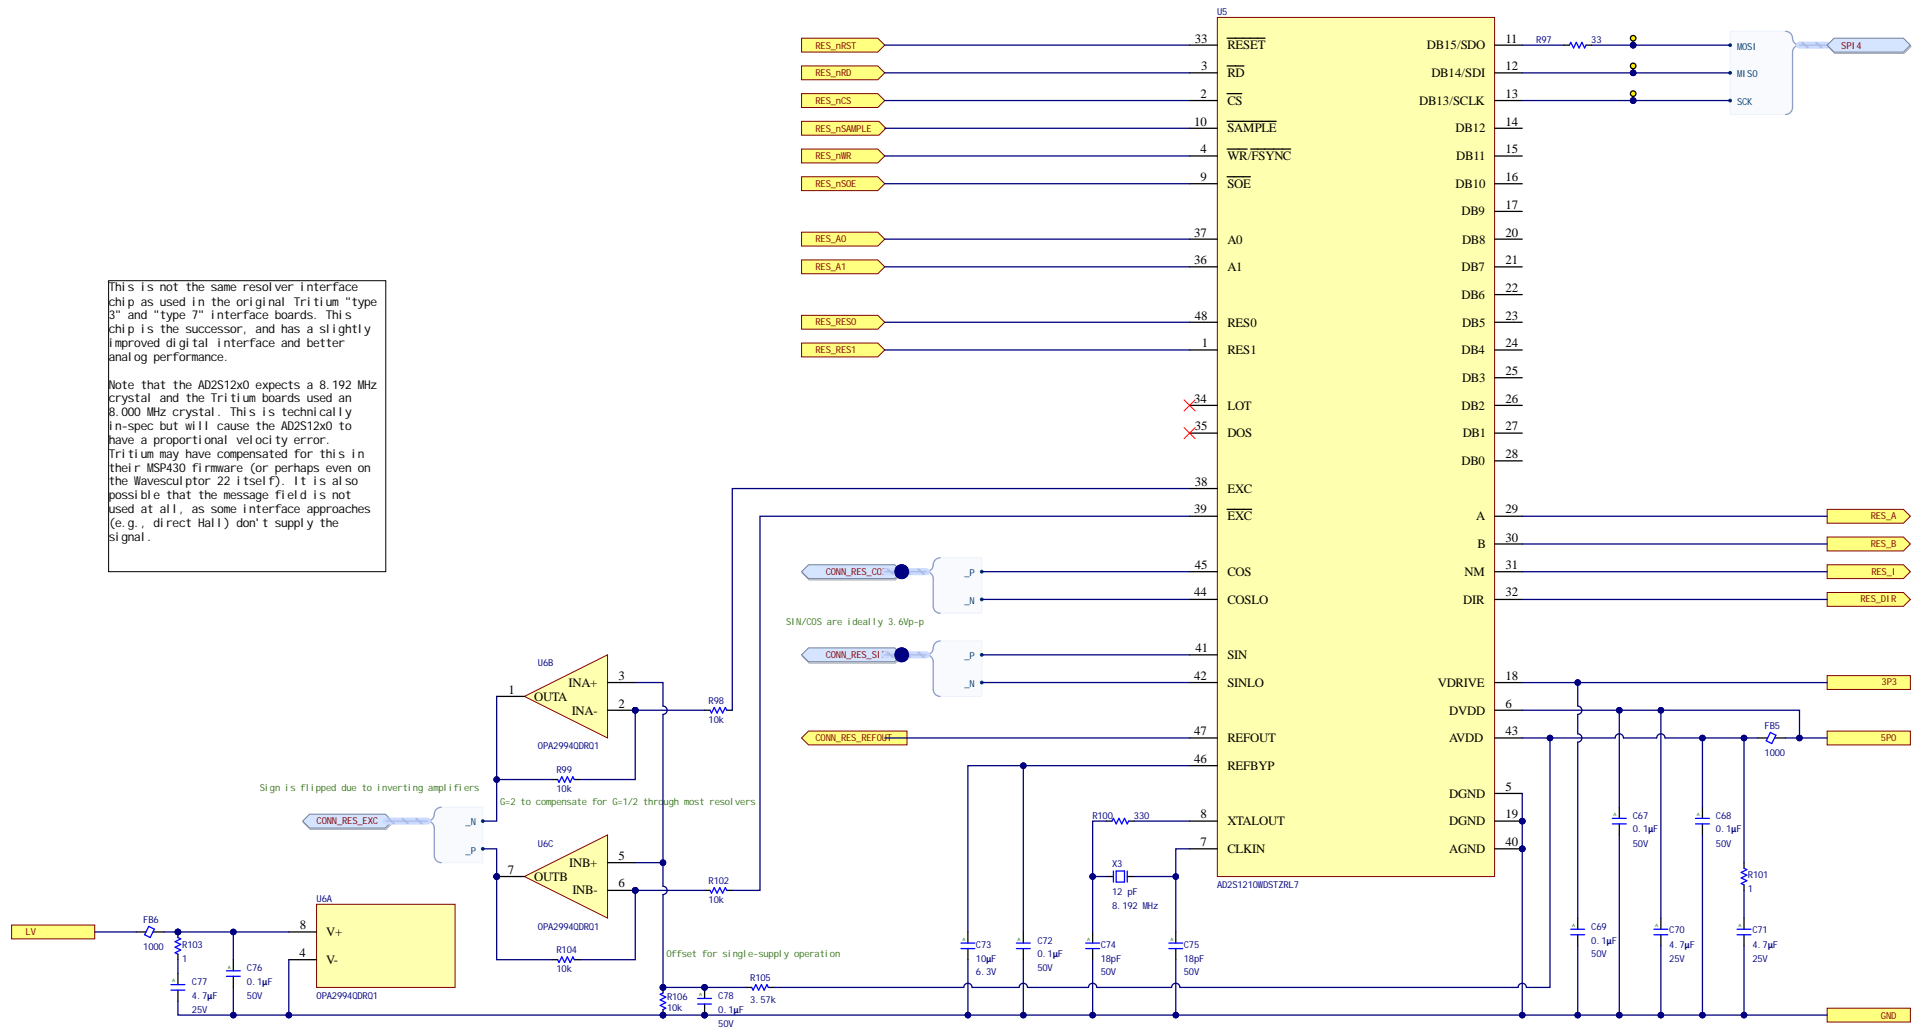 U5
RES_nRST
33
RESET
DB15/SDO
11
R97
33
MOSI
SPI4
RES_nRD
3
RD
DB14/SDI
12
MISO
RES_nCS
2
CS
DB13/SCLK
13
SCK
RES_nSAMPLE
10
SAMPLE
DB12
14
RES_nWR
4
WR/FSYNC
DB11
15
RES_nSOE
9
SOE
DB10
16
DB9
17
RES_A0
37
A0
DB8
20
RES_A1
36
A1
DB7
21
DB6
22
RES_RES0
48
RES0
DB5
23
RES_RES1
1
RES1
DB4
24
DB3
25
34
LOT
DB2
26
35
DOS
DB1
27
DB0
28
This is not the same resolver interface
chip as used in the original Tritium "type
3" and "type 7" interface boards. This
chip is the successor, and has a slightly
improved digital interface and better
analog performance.
Note that the AD2S12x0 expects a 8.192 MHz
crystal and the Tritium boards used an
8.000 MHz crystal. This is technically
in-spec but will cause the AD2S12x0 to
have a proportional velocity error.
Tritium may have compensated for this in
their MSP430 firmware (or perhaps even on
the Wavesculptor 22 itself). It is also
possible that the message field is not
used at all, as some interface approaches
(e.g., direct Hall) don't supply the
signal.
38
EXC
39
EXC
A
29
RES_A
B
30
RES_B
CONN_RES_CO
_P
45
COS
NM
31
RES_I
_N
44
COSLO
DIR
32
RES_DIR
SIN/COS are ideally 3.6Vp-p
CONN_RES_SI
_P
41
SIN
_N
42
SINLO
VDRIVE
18
3P3
DVDD
6
CONN_RES_REFOUT
47
REFOUT
AVDD
43
FB5
1000
5P0
46
REFBYP
DGND
5
R100
330
8
XTALOUT
DGND
19
7
CLKIN
AGND
40
AD2S1210WDSTZRL7
U6B
1
OUTA
INA+
3
INA-
2
OPA2994QDRQ1
R98
10k
R99
10k
Sign is flipped due to inverting amplifiers
G=2 to compensate for G=1/2 through most resolvers
CONN_RES_EXC
_N
_P
U6C
7
OUTB
INB+
5
INB-
6
OPA2994QDRQ1
R102
10k
R104
10k
X3
12 pF
8.192 MHz
C67
0.1µF
50V
C68
0.1µF
50V
R101
1
LV
FB6
1000
R103
1
C77
4.7µF
25V
C76
0.1µF
50V
U6A
8
V+
4
V-
OPA2994QDRQ1
Offset for single-supply operation
R106
10k
C78
0.1µF
50V
R105
3.57k
C73
10µF
6.3V
C72
0.1µF
50V
C74
18pF
50V
C75
18pF
50V
C69
0.1µF
50V
C70
4.7µF
25V
C71
4.7µF
25V
GND